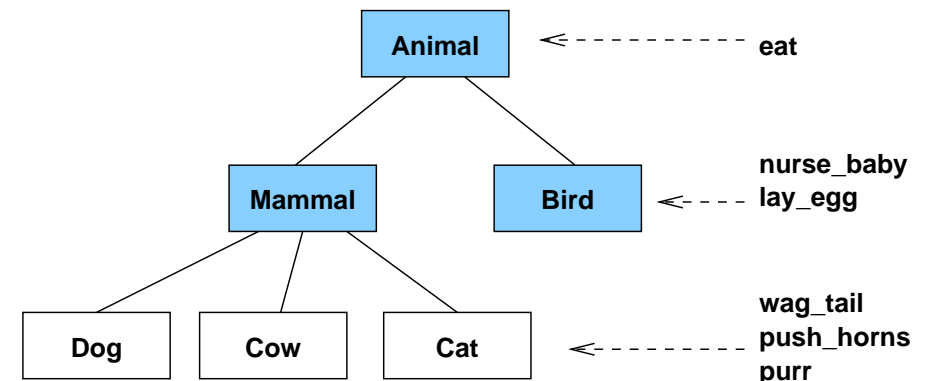 Animal
eat
nurse_baby
Mammal
Bird
lay_egg
wag_tail
Dog
Cow
Cat
push_horns
purr